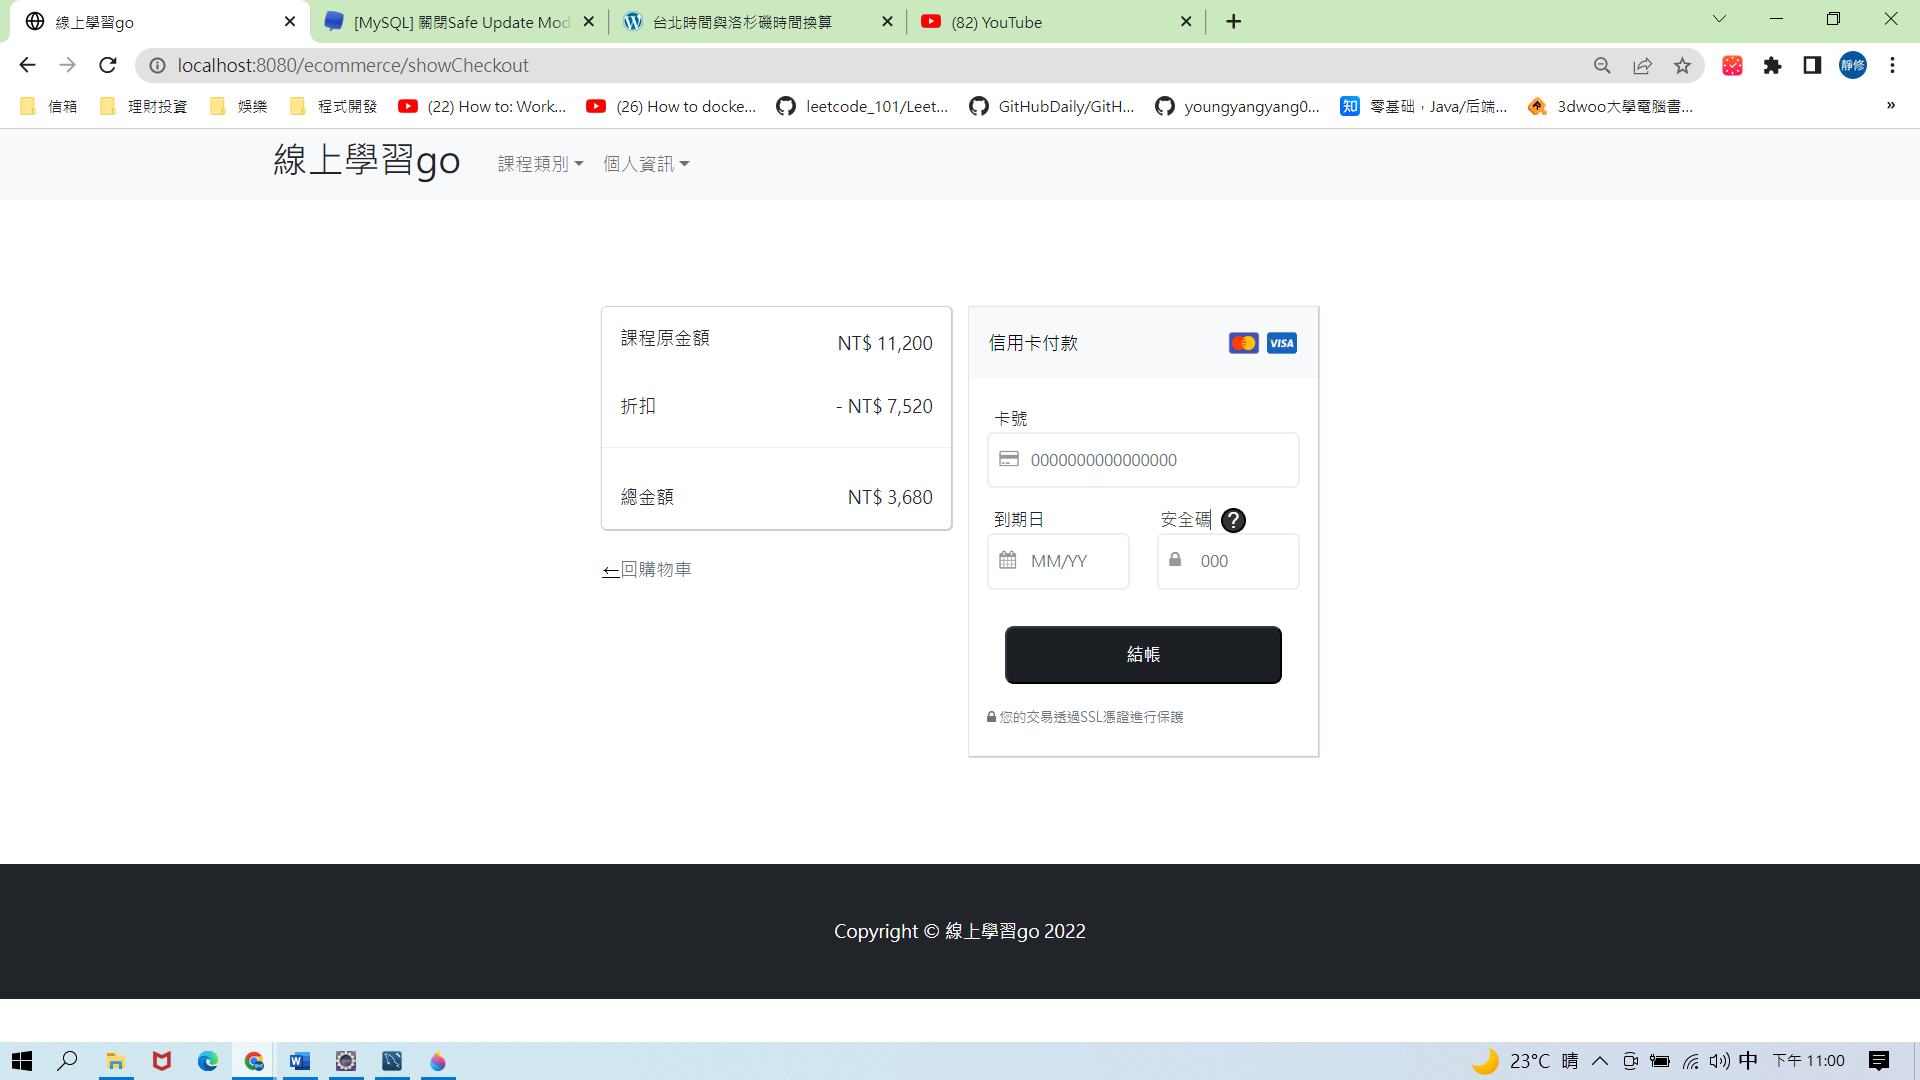 線上學習go
[MySQL] 關閉Safe Update Mod
台北時間與洛杉磯時間換算
(82) YouTube
localhost:8080/ecommerce/showCheckout
靜修
信箱
理財投資
娛樂
程式開發
(22) How to: Work...
(26) How to docke...
leetcode_101/Leet...
GitHubDaily/GitH...
youngyangyang0...
知 零基础，Java/后端...
3dwoo大學電腦書...
»
線上學習go
課程類別
個人資訊
課程原金額
NT$ 11,200
折扣
- NT$ 7,520
總金額
NT$ 3,680
←回購物車
信用卡付款
VISA
卡號
0000000000000000
到期日
安全碼 ?
MM/YY
000
結帳
您的交易透過SSL憑證進行保護
Copyright © 線上學習go 2022
23°C 晴
中
下午 11:00